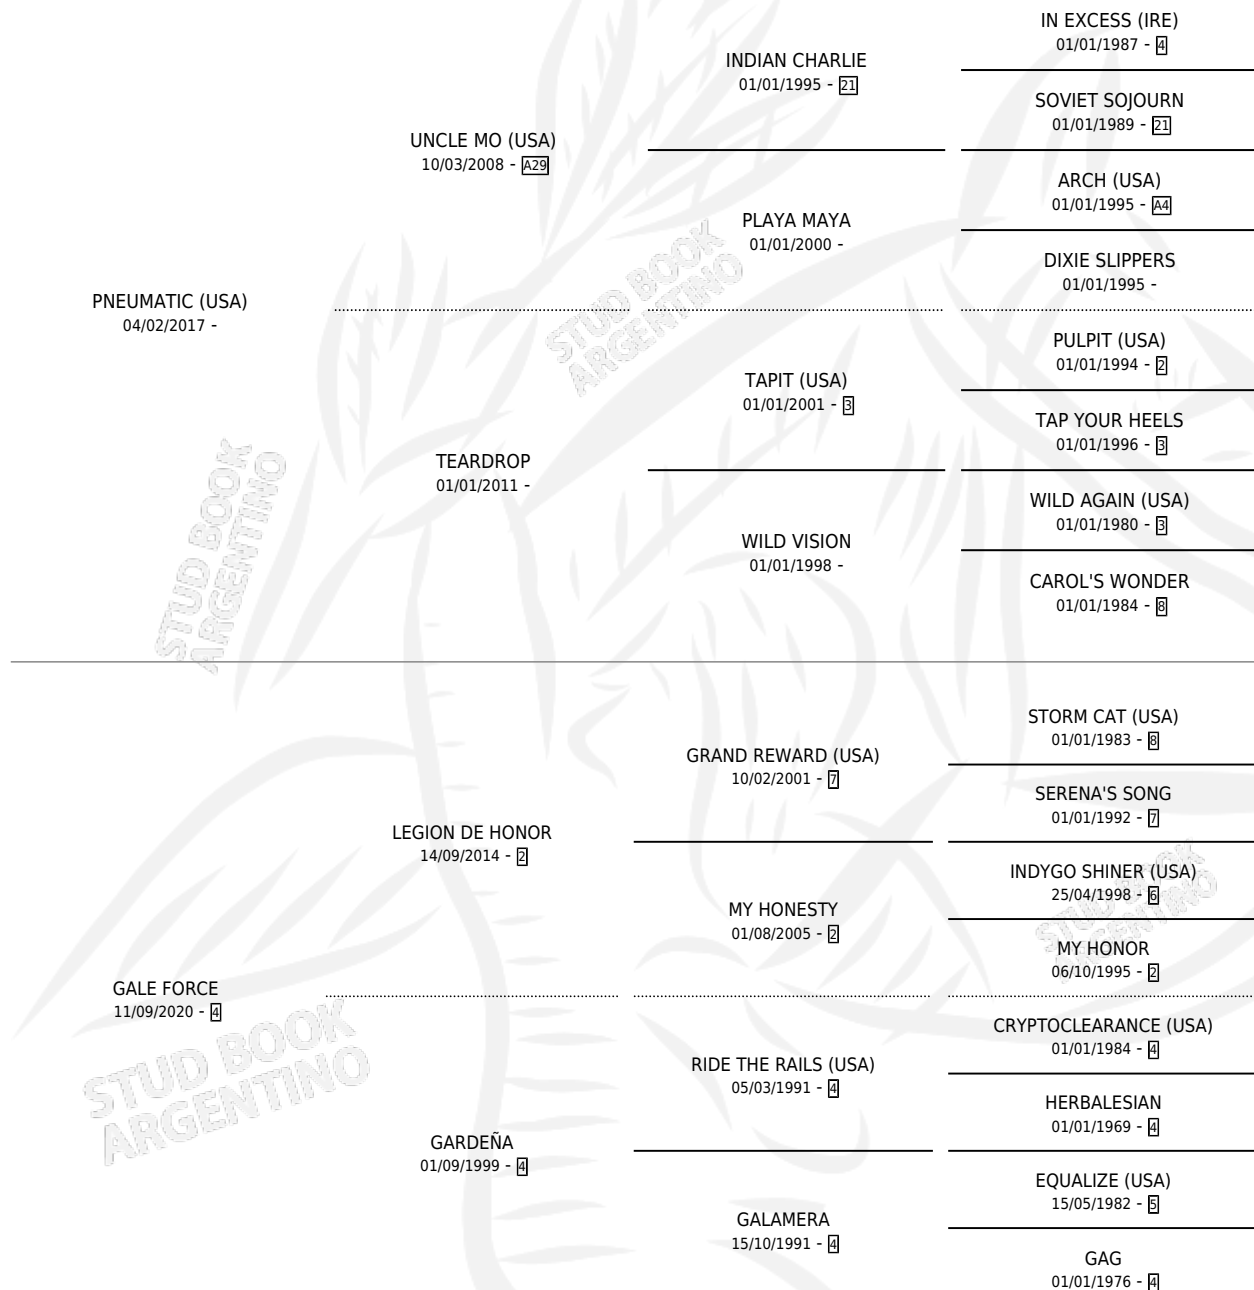 IN EXCESS (IRE)
01/01/1987 - 4
INDIAN CHARLIE
01/01/1995 - 21
SOVIET SOJOURN
01/01/1989 - 21
UNCLE MO (USA)
10/03/2008 - A29
ARCH (USA)
01/01/1995 - A4
PLAYA MAYA
01/01/2000 -
DIXIE SLIPPERS
01/01/1995 -
PNEUMATIC (USA)
04/02/2017 -
PULPIT (USA)
01/01/1994 - 2
TAPIT (USA)
01/01/2001 - 3
TAP YOUR HEELS
01/01/1996 - 3
TEARDROP
01/01/2011 -
WILD AGAIN (USA)
01/01/1980 - 3
WILD VISION
01/01/1998 -
CAROL'S WONDER
01/01/1984 - 8
STORM CAT (USA)
01/01/1983 - 8
GRAND REWARD (USA)
10/02/2001 - 7
SERENA'S SONG
01/01/1992 - 7
LEGION DE HONOR
14/09/2014 - 2
INDYGO SHINER (USA)
25/04/1998 - 6
MY HONESTY
01/08/2005 - 2
MY HONOR
06/10/1995 - 2
GALE FORCE
11/09/2020 - 4
CRYPTOCLEARANCE (USA)
01/01/1984 - 4
RIDE THE RAILS (USA)
05/03/1991 - 4
HERBALESIAN
01/01/1969 - 4
GARDEÑA
01/09/1999 - 4
EQUALIZE (USA)
15/05/1982 - 5
GALAMERA
15/10/1991 - 4
GAG
01/01/1976 - 4
STUD BOOK
ARGENTINO
STUD BOOK
ARGENTINO
STUD BOOK
ARGENTINO
STUD BOOK
ARGENTINO